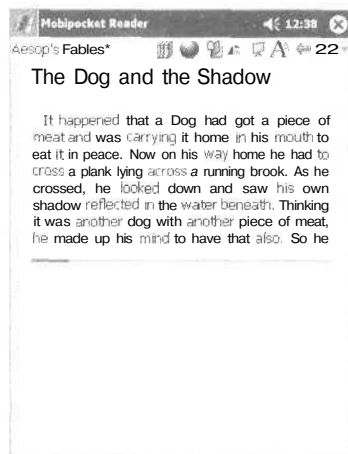 Mobipocket Reader 12:38
Aesop's Fables* 22
The Dog and the Shadow
It happened that a Dog had got a piece of
meat and was carrying it home in his mouth to
eat it in peace. Now on his way home he had to
cross a plank lying across a running brook. As he
crossed, he looked down and saw his own
shadow reflected in the water beneath. Thinking
it was another dog with another piece of meat,
he made up his mind to have that also. So he